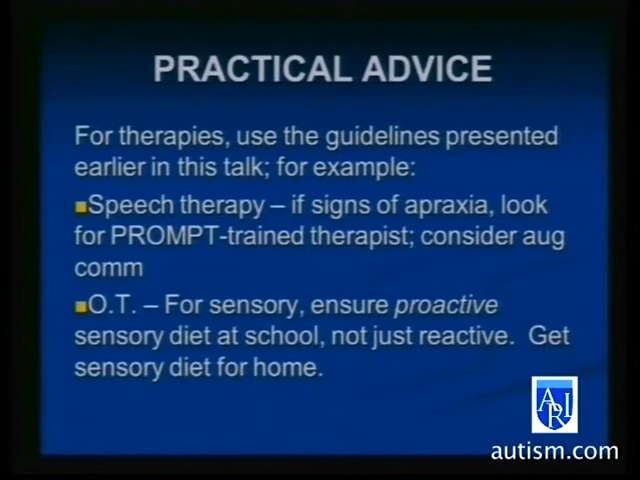 PRACTICAL ADVICE
For therapies, use the guidelines presented
earlier in this talk; for example:
■Speech therapy – if signs of apraxia, look
for PROMPT-trained therapist; consider aug
comm
■O.T. – For sensory, ensure proactive
sensory diet at school, not just reactive.  Get
sensory diet for home.
ARI
autism.com